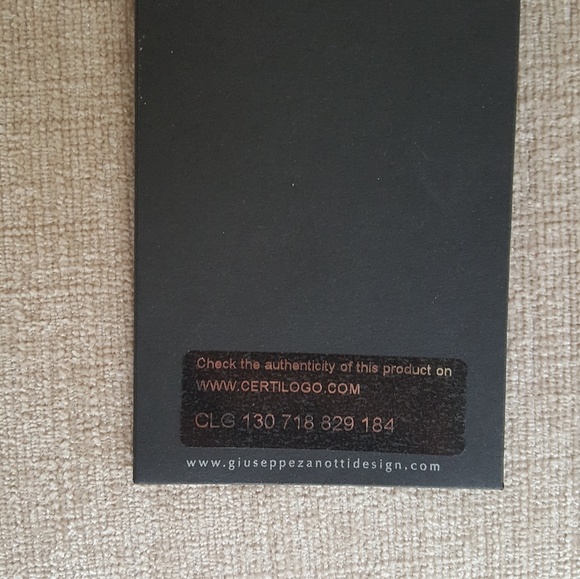 Check the authenticity of this product on
WWW.CERTILOGO.COM
CLG 130 718 829 184
www.giuseppezanottidesign.com